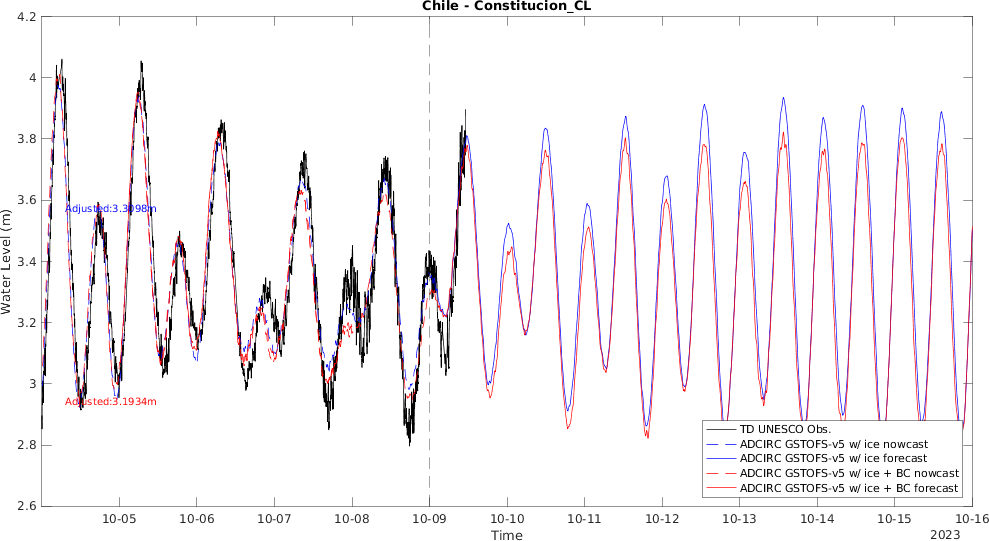 Chile - Constitucion_CL
4.2
4
3.8
3.6
3.4
3.2
3
2.8
2.6
Water Level (m)
Adjusted:3.3098m
Adjusted:3.1934m
TD UNESCO Obs.
ADCIRC GSTOFS-v5 w/ ice nowcast
ADCIRC GSTOFS-v5 w/ ice forecast
ADCIRC GSTOFS-v5 w/ ice + BC nowcast
ADCIRC GSTOFS-v5 w/ ice + BC forecast
10-05 10-06 10-07 10-08 10-09 10-10 10-11 10-12 10-13 10-14 10-15 10-16
Time
2023